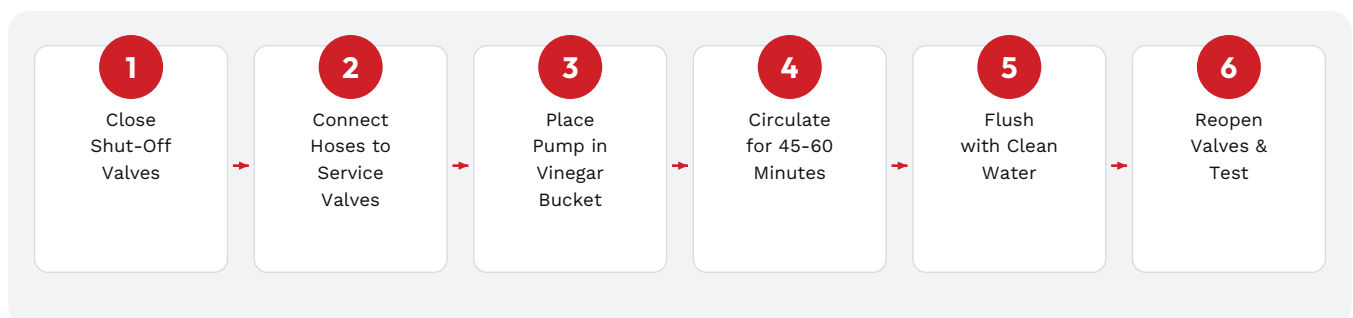 1
Close
Shut-Off
Valves
2
Connect
Hoses to
Service
Valves
3
Place
Pump in
Vinegar
Bucket
4
Circulate
for 45-60
Minutes
5
Flush
with Clean
Water
6
Reopen
Valves &
Test